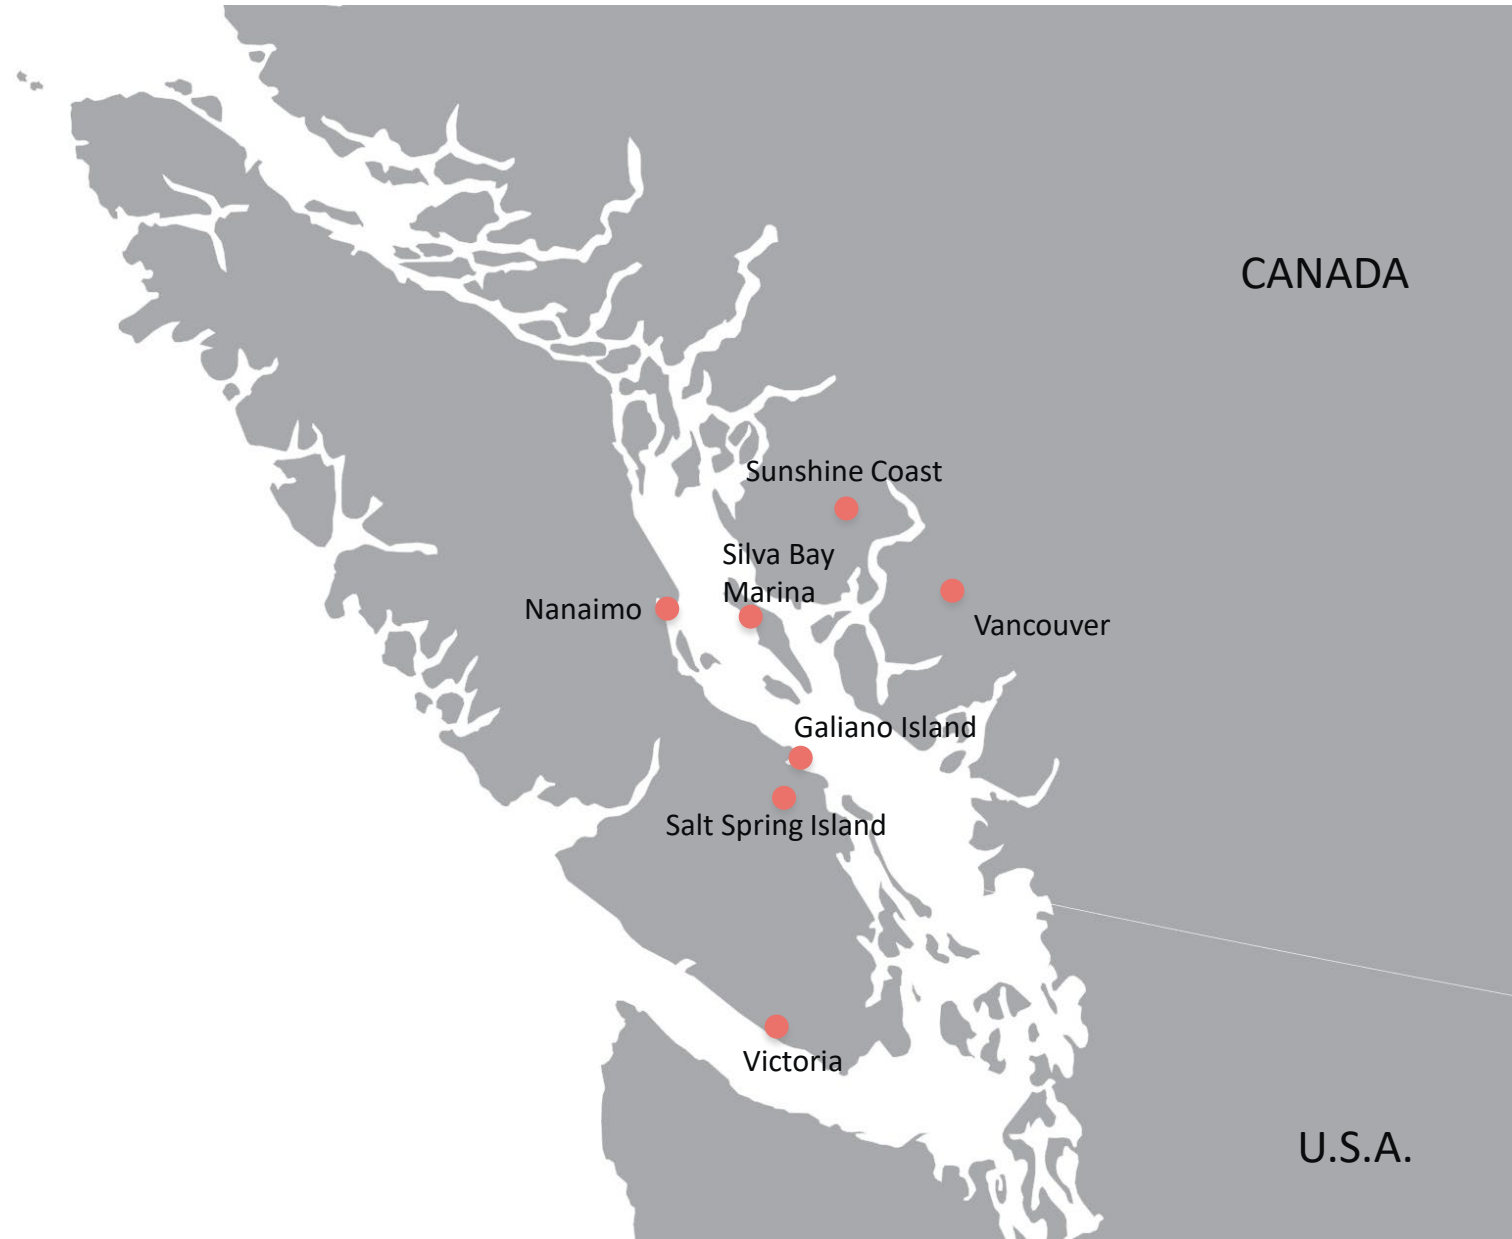 CANADA
Sunshine Coast
Silva Bay
Marina
Nanaimo
Vancouver
Galiano Island
Salt Spring Island
Victoria
U.S.A.